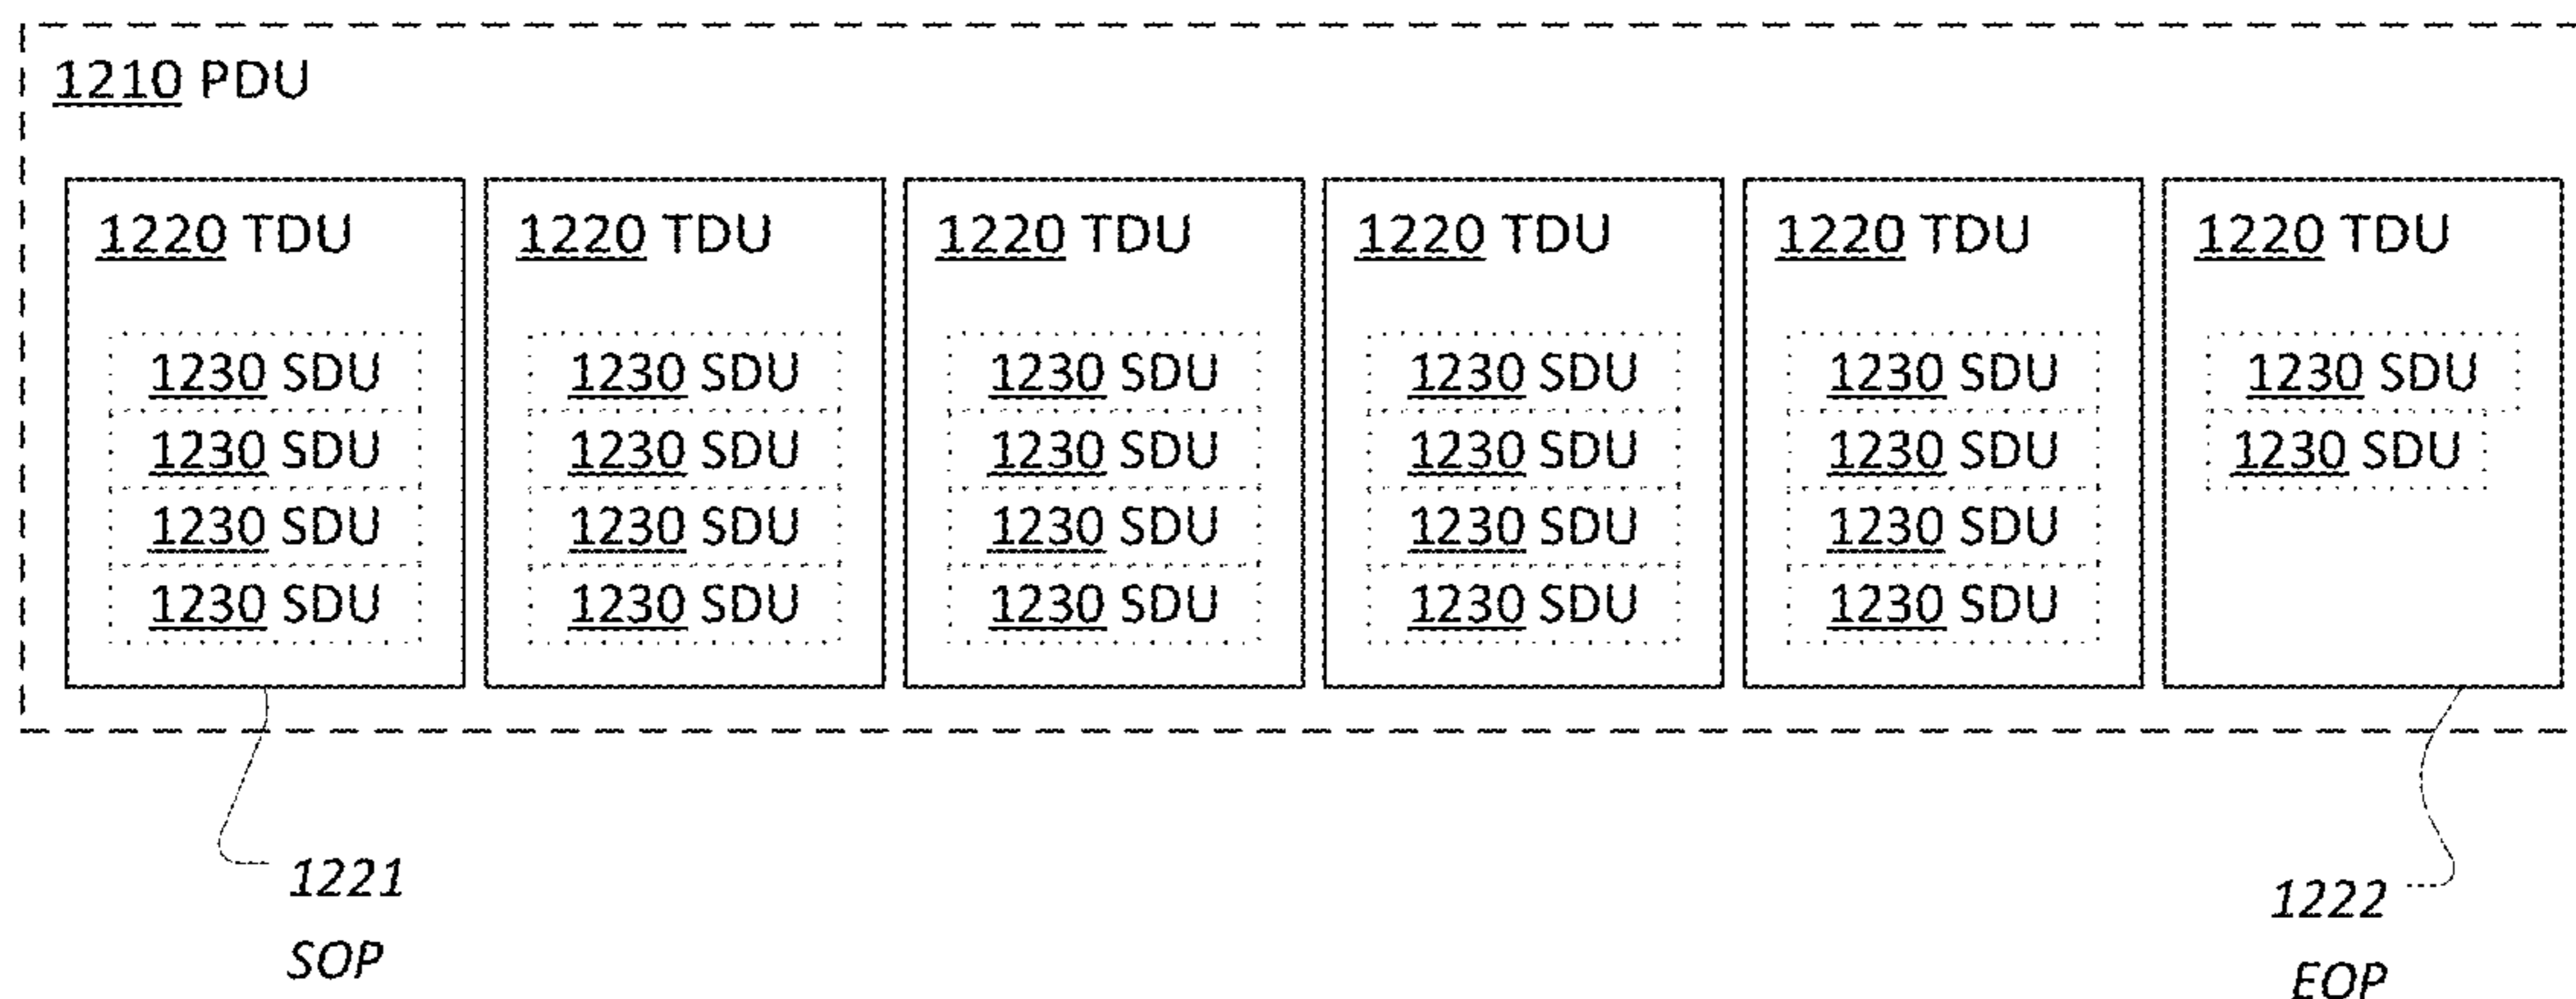 1210 PDU
1220 TDU 1220 TDU 1220 TDU 1220 TDU 1220 TDU 1220 TDU
1230 SDU 1230 SDU 1230 SDU 1230 SDU 1230 SDU 1230 SDU
1230 SDU 1230 SDU 1230 SDU 1230 SDU 1230 SDU 1230 SDU
1230 SDU 1230 SDU 1230 SDU 1230 SDU 1230 SDU
1230 SDU 1230 SDU 1230 SDU 1230 SDU 1230 SDU
1221
SOP
1222
EOP